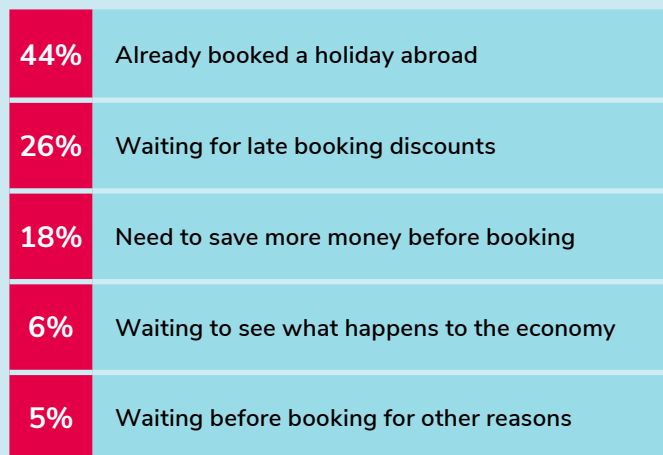 44% Already booked a holiday abroad
26% Waiting for late booking discounts
18% Need to save more money before booking
6% Waiting to see what happens to the economy
5% Waiting before booking for other reasons